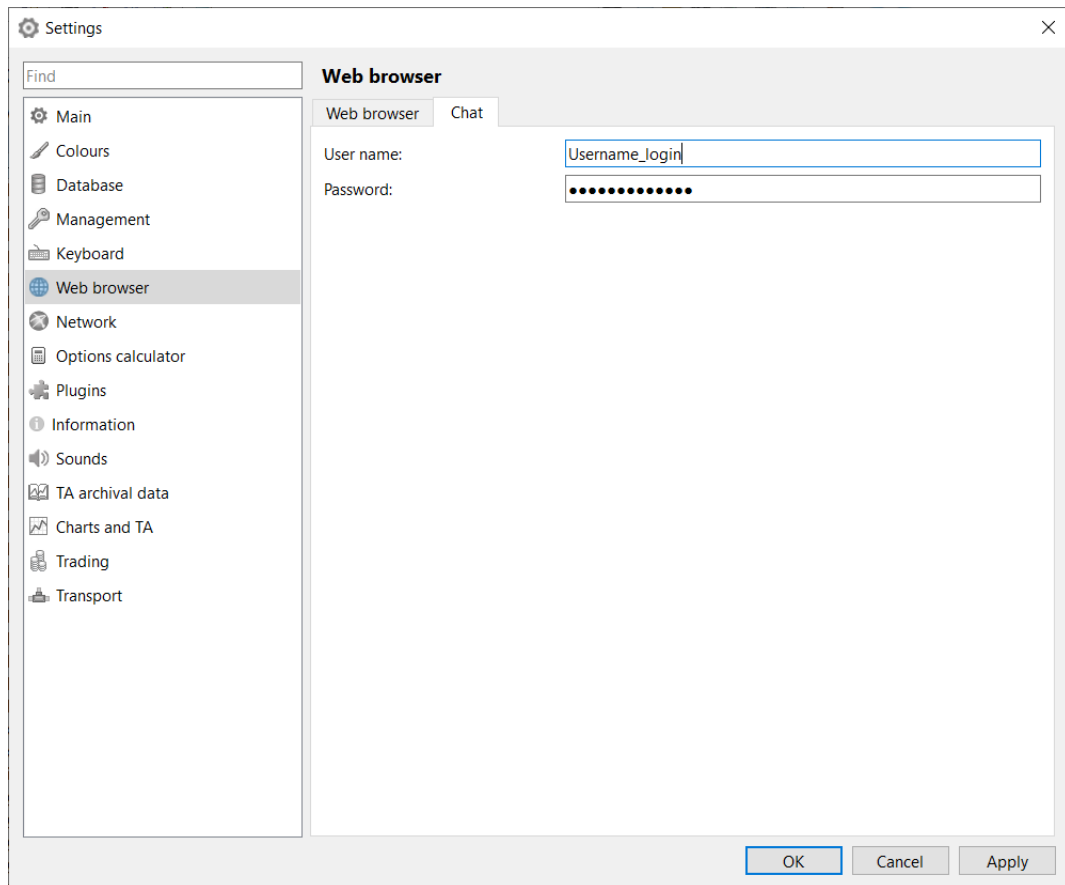 Settings
Find
Main
Colours
Database
Management
Keyboard
Web browser
Network
Options calculator
Plugins
Information
Sounds
TA archival data
Charts and TA
Trading
Transport
Web browser
Web browser
Chat
User name:
Username_login
Password:
●●●●●●●●●●●●●
OK
Cancel
Apply